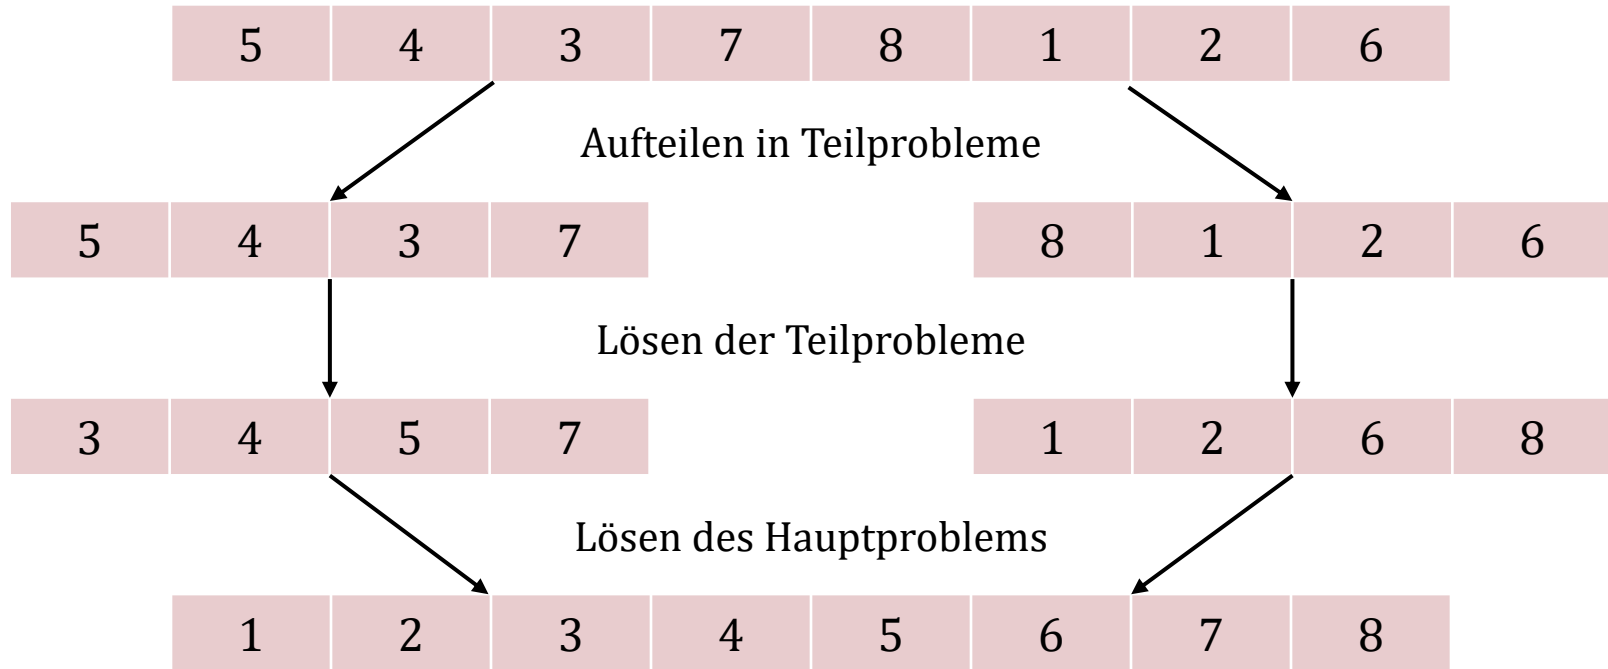 5 4 3 7 8 1 2 6
Aufteilen in Teilprobleme
5 4 3 7 8 1 2 6
Lösen der Teilprobleme
3 4 5 7 1 2 6 8
Lösen des Hauptproblems
1 2 3 4 5 6 7 8